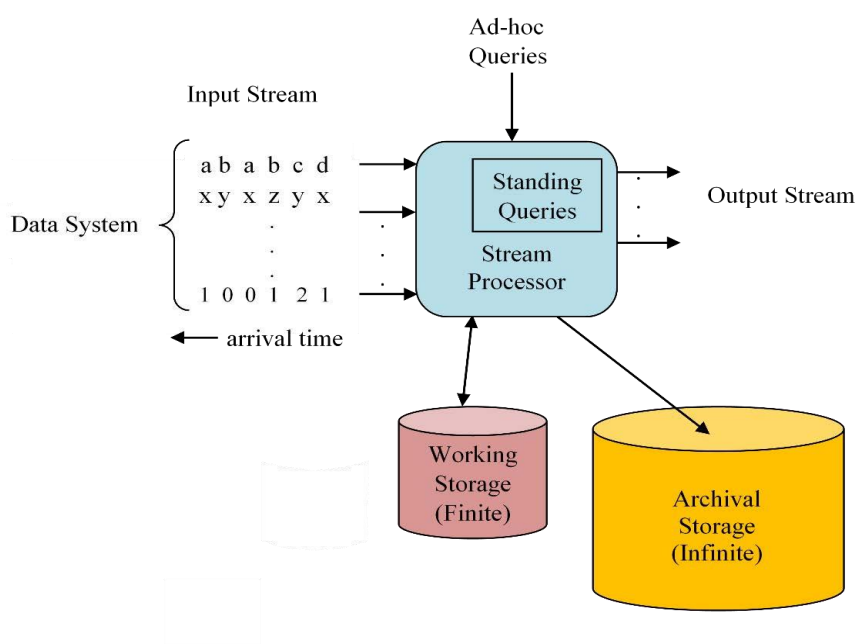 Ad-hoc
Queries
Input Stream
a b a b c d
x y x z y x
1 0 0 1 2 1
Data System
arrival time
Standing
Queries
Stream
Processor
Output Stream
Working
Storage
(Finite)
Archival
Storage
(Infinite)